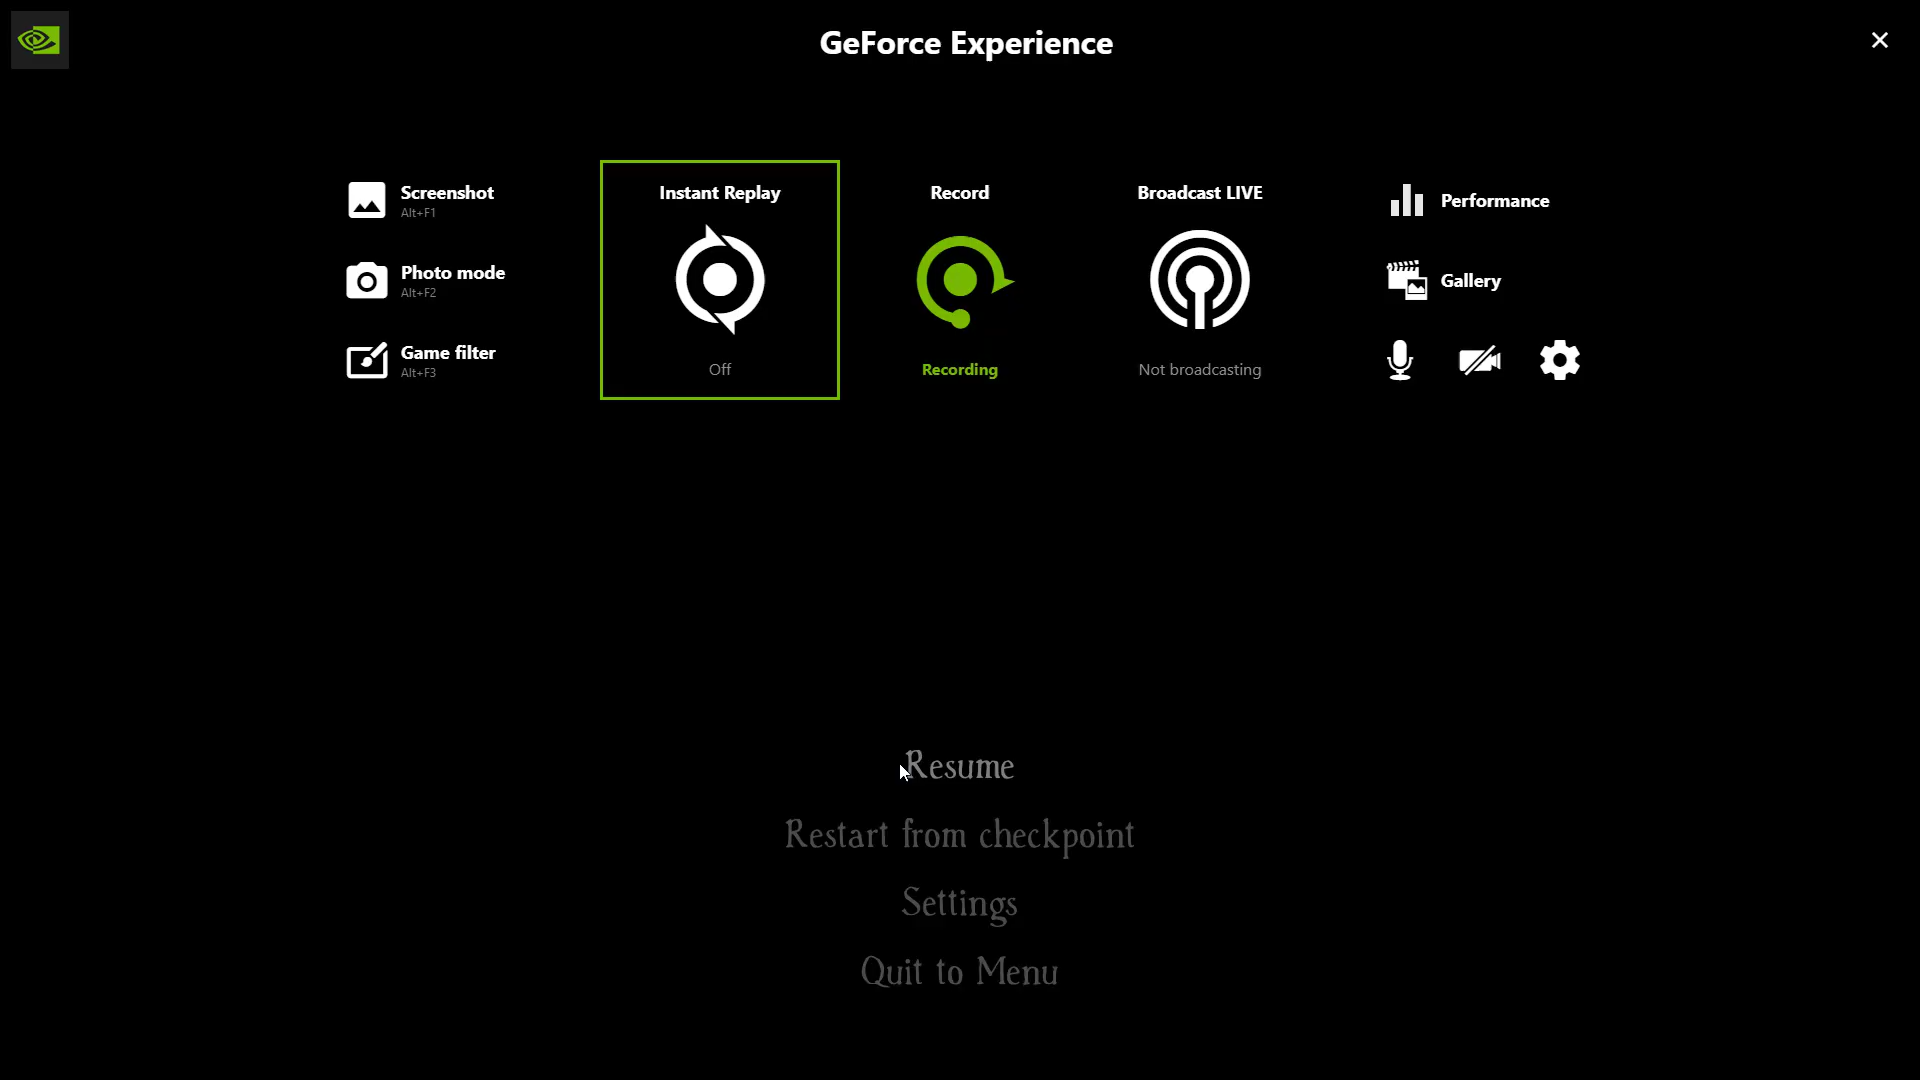 GeForce Experience
Screenshot
Alt+F1
Photo mode
Alt+F2
Game filter
Alt+F3
Instant Replay
Off
Record
Recording
Broadcast LIVE
Not broadcasting
Performance
Gallery
Resume
Restart from checkpoint
Settings
Quit to Menu